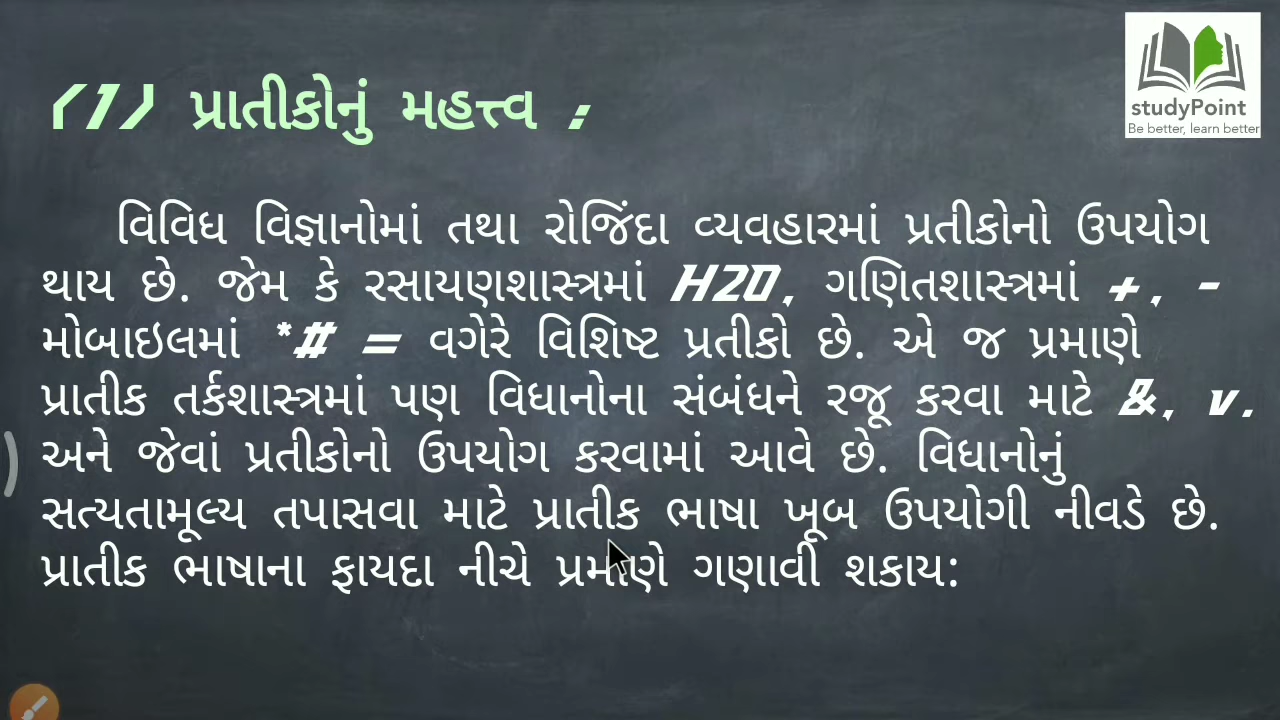 studyPoint
Be better, learn better
(1) પ્રાતીકોનું મહત્ત્વ :
વિવિધ વિજ્ઞાનોમાં તથા રોજિંદા વ્યવહારમાં પ્રતીકોનો ઉપયોગ
થાય છે. જેમ કે રસાયણશાસ્ત્રમાં H2O, ગણિતશાસ્ત્રમાં +, -
મોબાઇલમાં *# = વગેરે વિશિષ્ટ પ્રતીકો છે. એ જ પ્રમાણે
પ્રાતીક તર્કશાસ્ત્રમાં પણ વિધાનોના સંબંધને રજૂ કરવા માટે &, v.
અને જેવાં પ્રતીકોનો ઉપયોગ કરવામાં આવે છે. વિધાનોનું
સત્યતામૂલ્ય તપાસવા માટે પ્રાતીક ભાષા ખૂબ ઉપયોગી નીવડે છે.
પ્રાતીક ભાષાના ફાયદા નીચે પ્રમાણે ગણાવી શકાય: